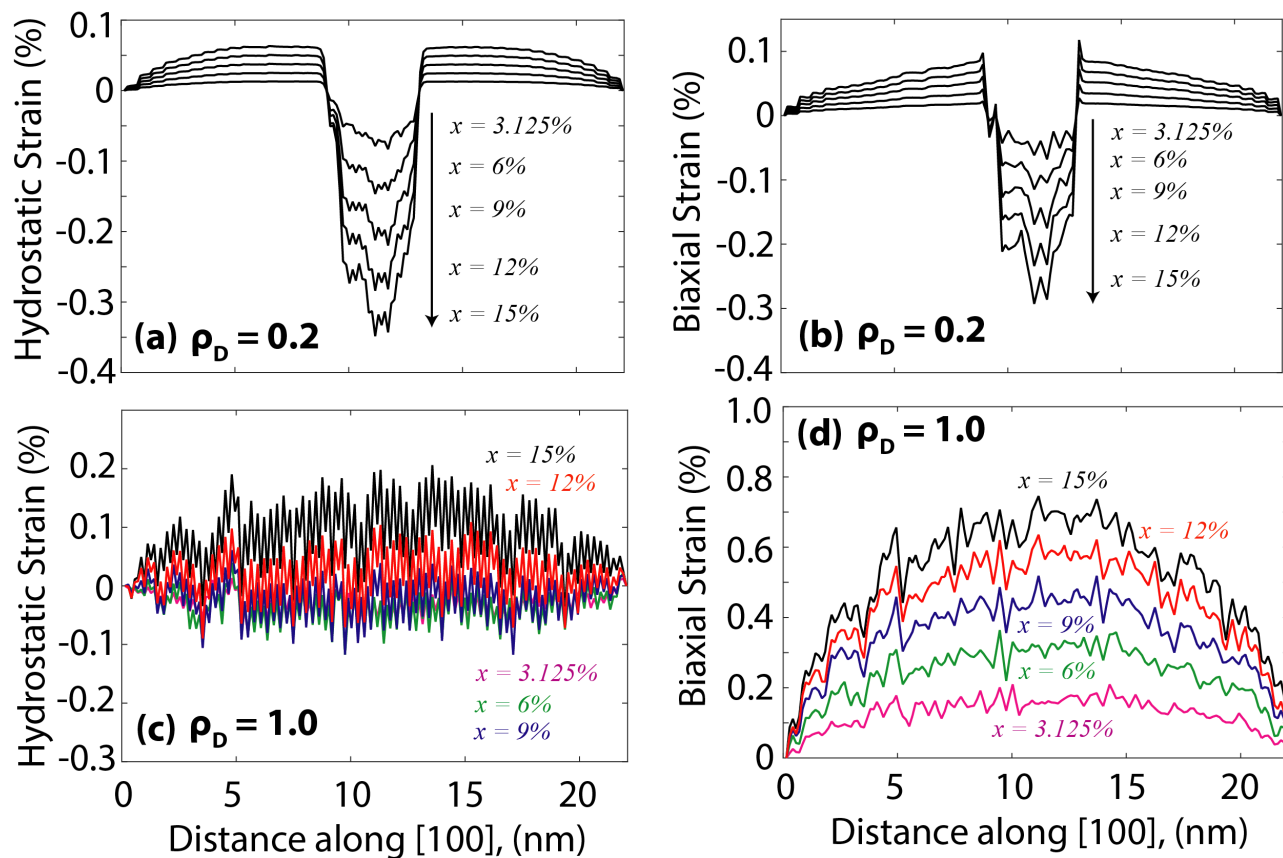 Hydrostatic Strain (%)
0.1
0
-0.1
-0.2
-0.3
-0.4
x = 3.125%
x = 6%
x = 9%
x = 12%
x = 15%
(a) ρD = 0.2
Biaxial Strain (%)
0.1
0
-0.1
-0.2
-0.3
-0.4
x = 3.125%
x = 6%
x = 9%
x = 12%
x = 15%
(b) ρD = 0.2
Hydrostatic Strain (%)
0.2
0.1
0
-0.1
-0.2
-0.3
x = 15%
x = 12%
x = 3.125%
x = 6%
x = 9%
(c) ρD = 1.0
0 5 10 15 20
Distance along [100], (nm)
Biaxial Strain (%)
1.0
0.8
0.6
0.4
0.2
0
(d) ρD = 1.0
x = 15%
x = 12%
x = 9%
x = 6%
x = 3.125%
0 5 10 15 20
Distance along [100], (nm)